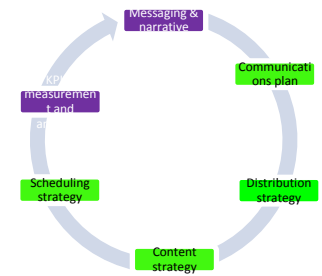 Messaging &
narrative
Communicati
ons plan
Distribution
strategy
Content
strategy
Scheduling
strategy
KPI
measuremen
t and